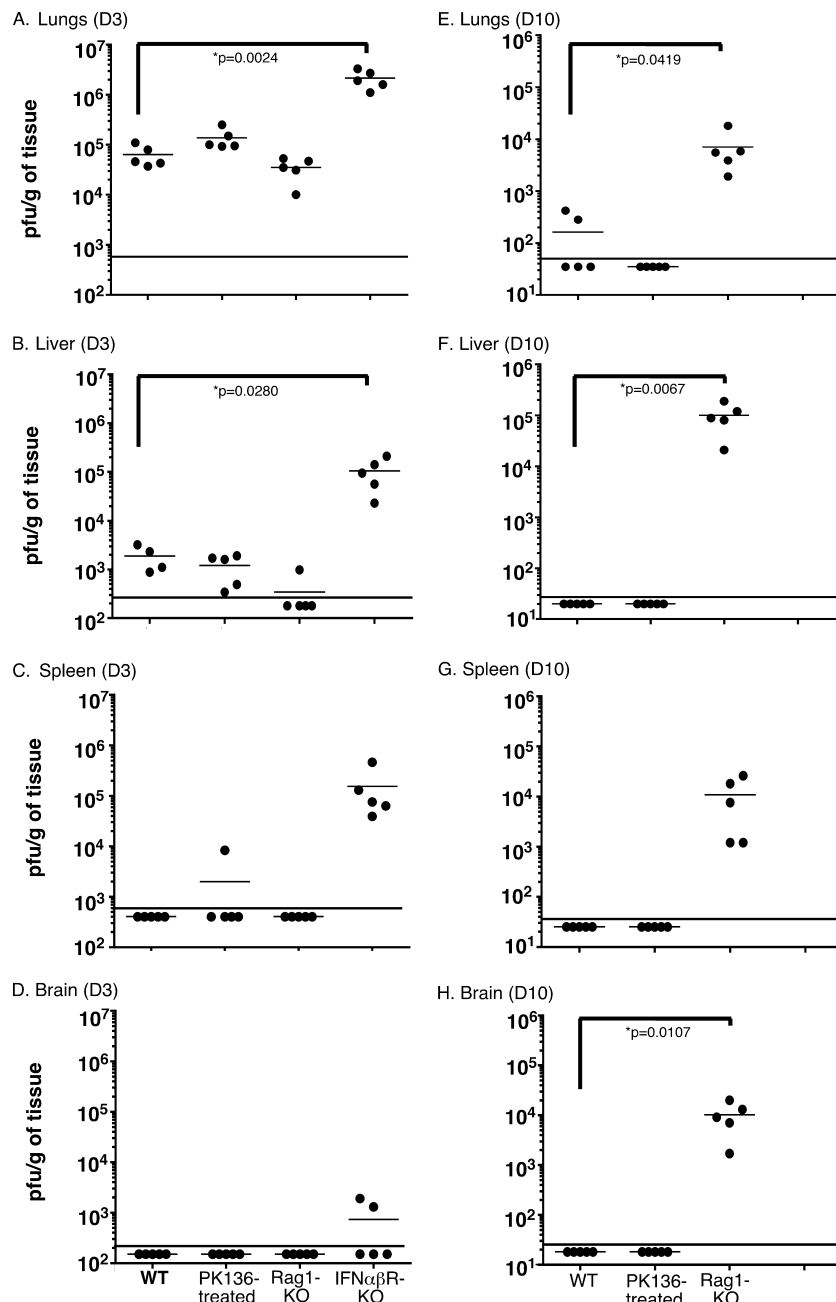 A. Lungs (D3)
pfu/g of tissue
10^7
10^6
10^5
10^4
10^3
10^2
*p=0.0024
E. Lungs (D10)
10^6
10^5
10^4
10^3
10^2
10^1
*p=0.0419
B. Liver (D3)
pfu/g of tissue
10^7
10^6
10^5
10^4
10^3
10^2
*p=0.0280
F. Liver (D10)
10^6
10^5
10^4
10^3
10^2
10^1
*p=0.0067
C. Spleen (D3)
pfu/g of tissue
10^7
10^6
10^5
10^4
10^3
10^2
G. Spleen (D10)
10^6
10^5
10^4
10^3
10^2
10^1
D. Brain (D3)
pfu/g of tissue
10^7
10^6
10^5
10^4
10^3
10^2
WT
PK136-
treated
Rag1-
KO
IFNαβR-
KO
H. Brain (D10)
10^6
10^5
10^4
10^3
10^2
10^1
*p=0.0107
WT
PK136-
treated
Rag1-
KO